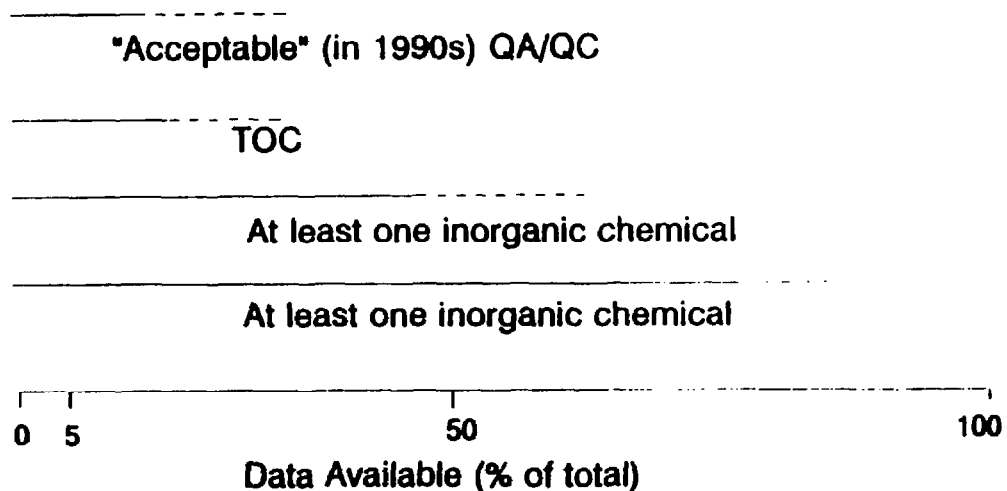 "Acceptable" (in 1990s) QA/QC
TOC
At least one inorganic chemical
At least one inorganic chemical
0 5 50 100
Data Available (% of total)